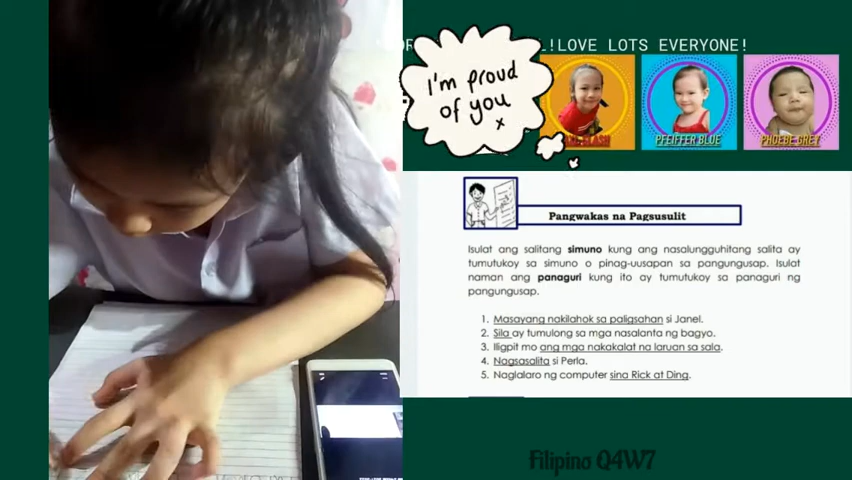 !LOVE LOTS EVERYONE!
I'm proud
of you
x
PFEIFFER BLUE
PHOEBE GREY
Pangwakas na Pagsusulit
Isulat ang salitang simuno kung ang nasalungguhitang salita ay
tumutukoy sa simuno o pinag-uusapan sa pangungusap. Isulat
naman ang panaguri kung ito ay tumutukoy sa panaguri ng
pangungusap.
1. Masayang nakilahok sa paligsahan si Janel.
2. Sila ay tumulong sa mga nasalanta ng bagyo.
3. Iligpit mo ang mga nakakalat na laruan sa sala.
4. Nagsasalita si Perla.
5. Naglalaro ng computer sina Rick at Ding.
Filipino Q4W7